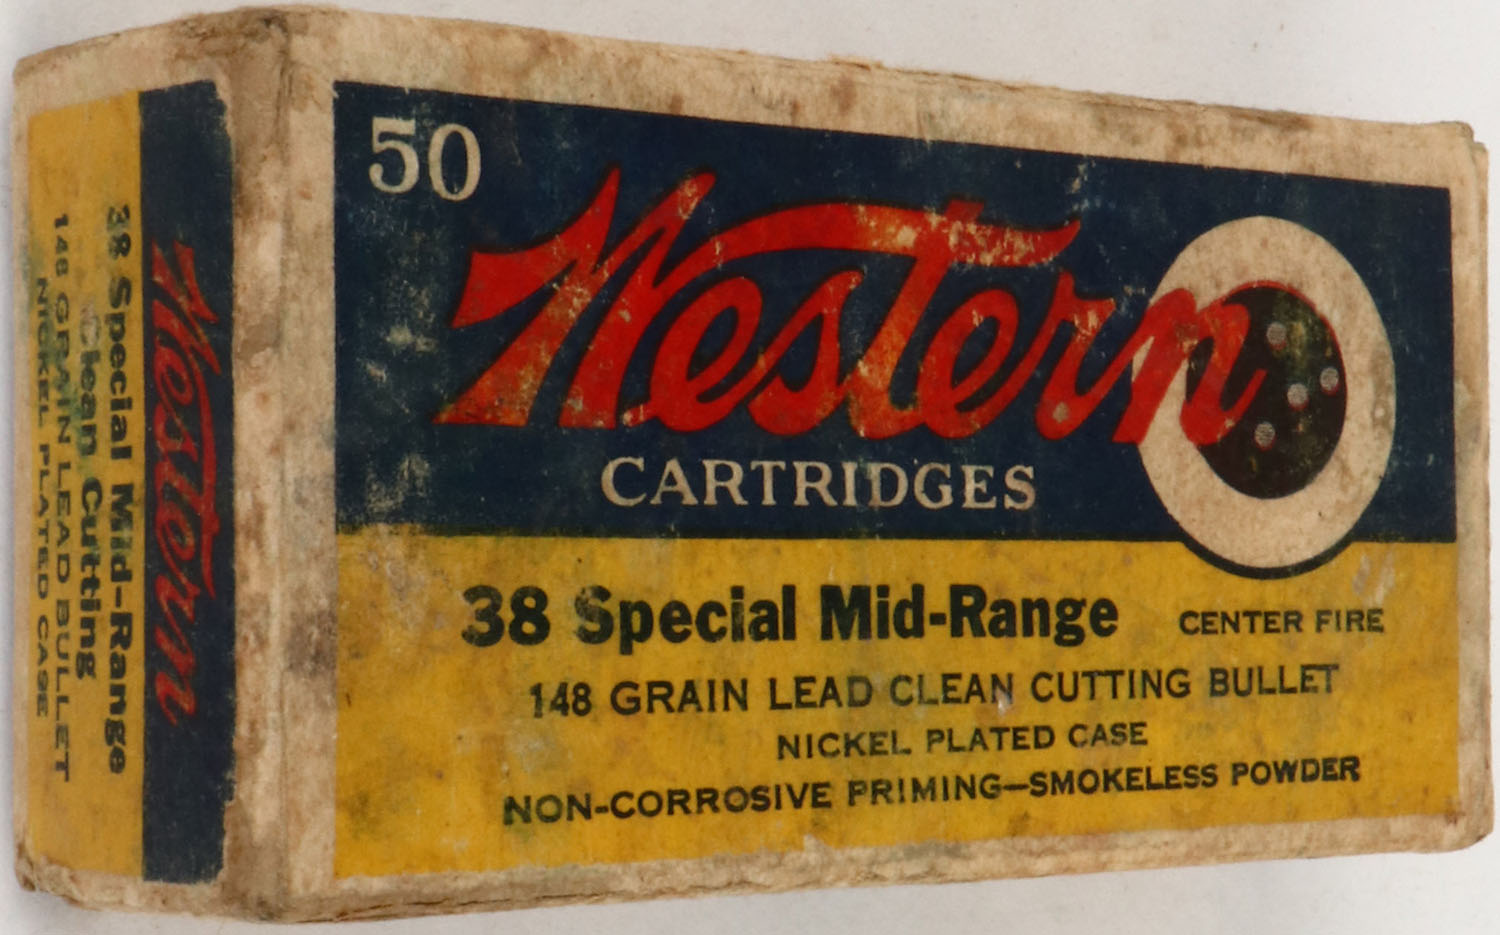 50
Western
CARTRIDGES
38 Special Mid-Range CENTER FIRE
148 GRAIN LEAD CLEAN CUTTING BULLET
NICKEL PLATED CASE
NON-CORROSIVE PRIMING—SMOKELESS POWDER
Western
38 Special Mid-Range
Clean Cutting
148 GRAIN LEAD BULLET
NICKEL PLATED CASE